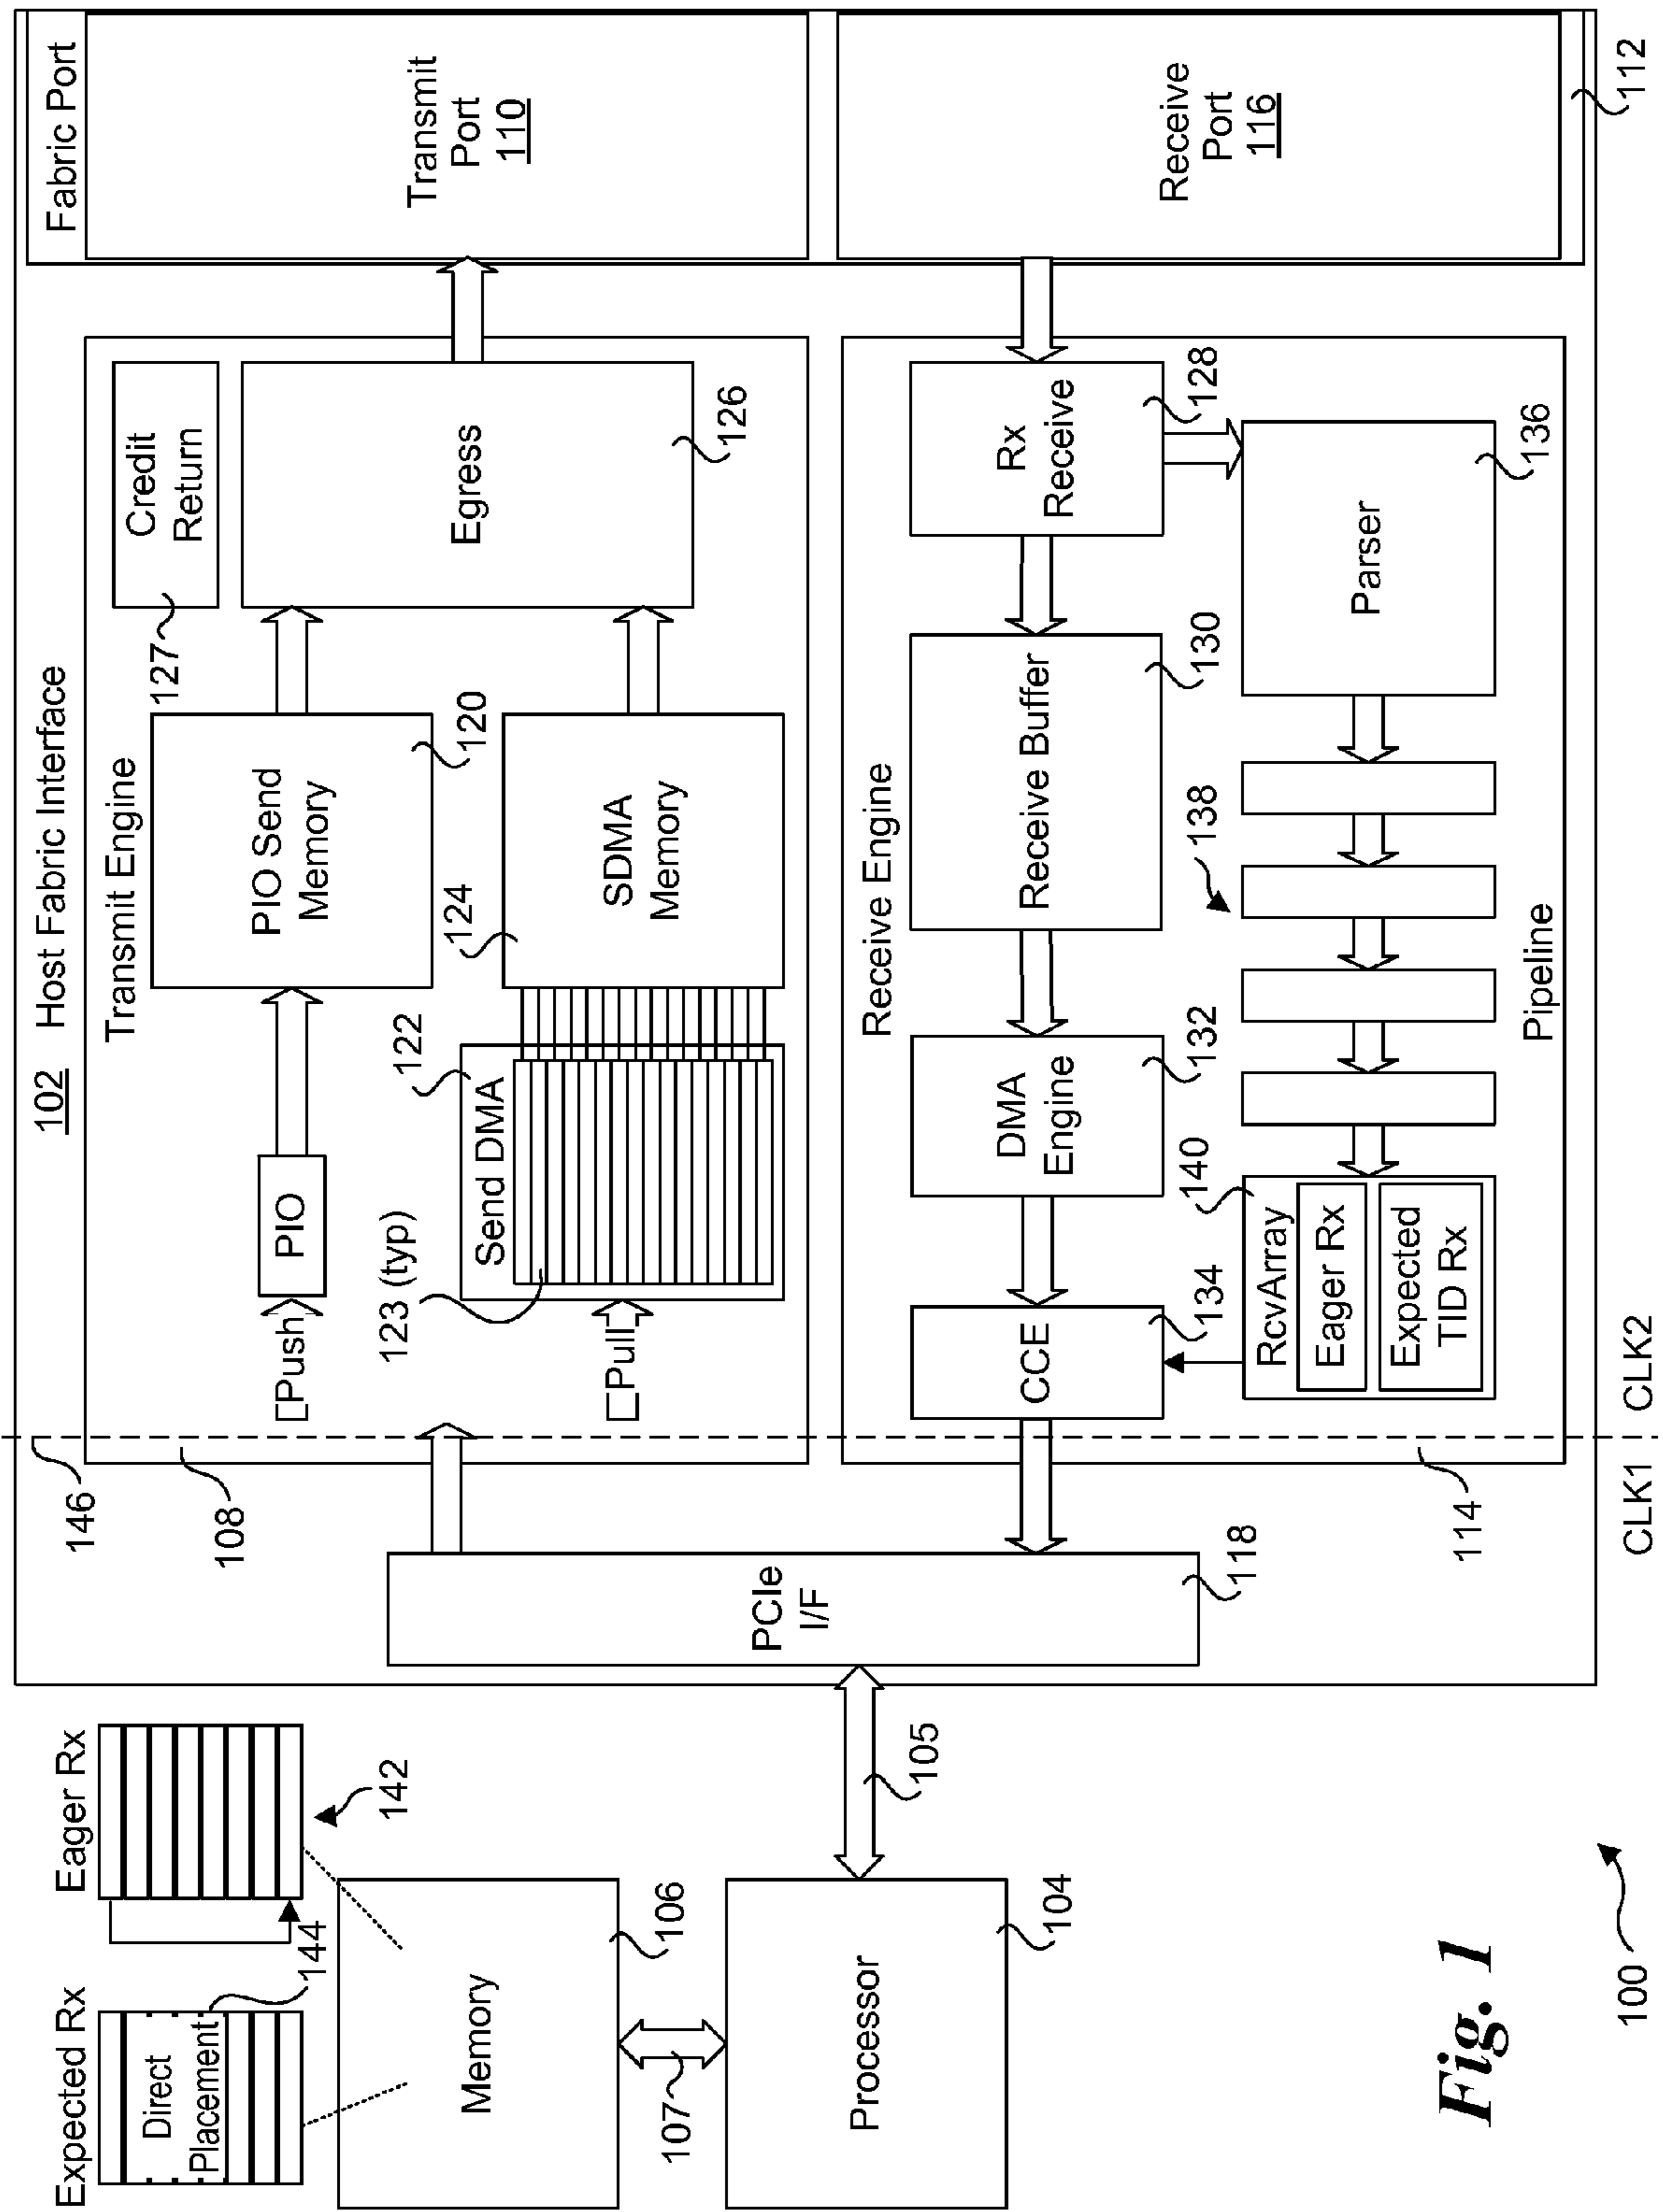 Expected Rx
Direct
Placement
144
Eager Rx
142
Memory
106
107
Processor
104
105
102 Host Fabric Interface
146
108
PCIe
I/F
118
Transmit Engine
Push
PIO
PIO Send
Memory
120
127
Credit
Return
Pull
123 (typ)
Send DMA
122
124
SDMA
Memory
Egress
126
Fabric Port
Transmit
Port
110
Receive
Port
116
112
Receive Engine
CCE
134
DMA
Engine
132
Receive Buffer
130
Rx
Receive
128
140
RcvArray
Eager Rx
Expected
TID Rx
138
Pipeline
Parser
136
114
CLK1
CLK2
Fig. 1
100